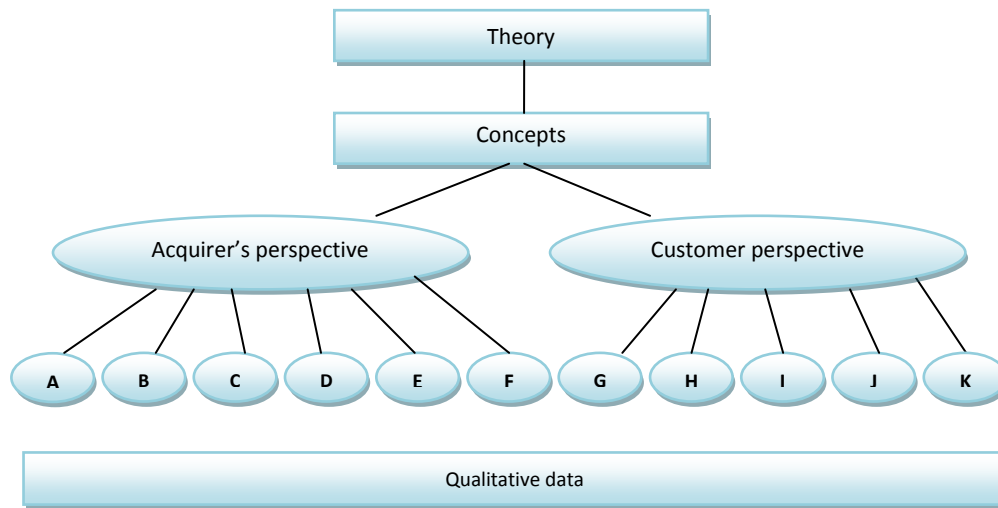 Theory
Concepts
Acquirer’s perspective
Customer perspective
A
B
C
D
E
F
G
H
I
J
K
Qualitative data